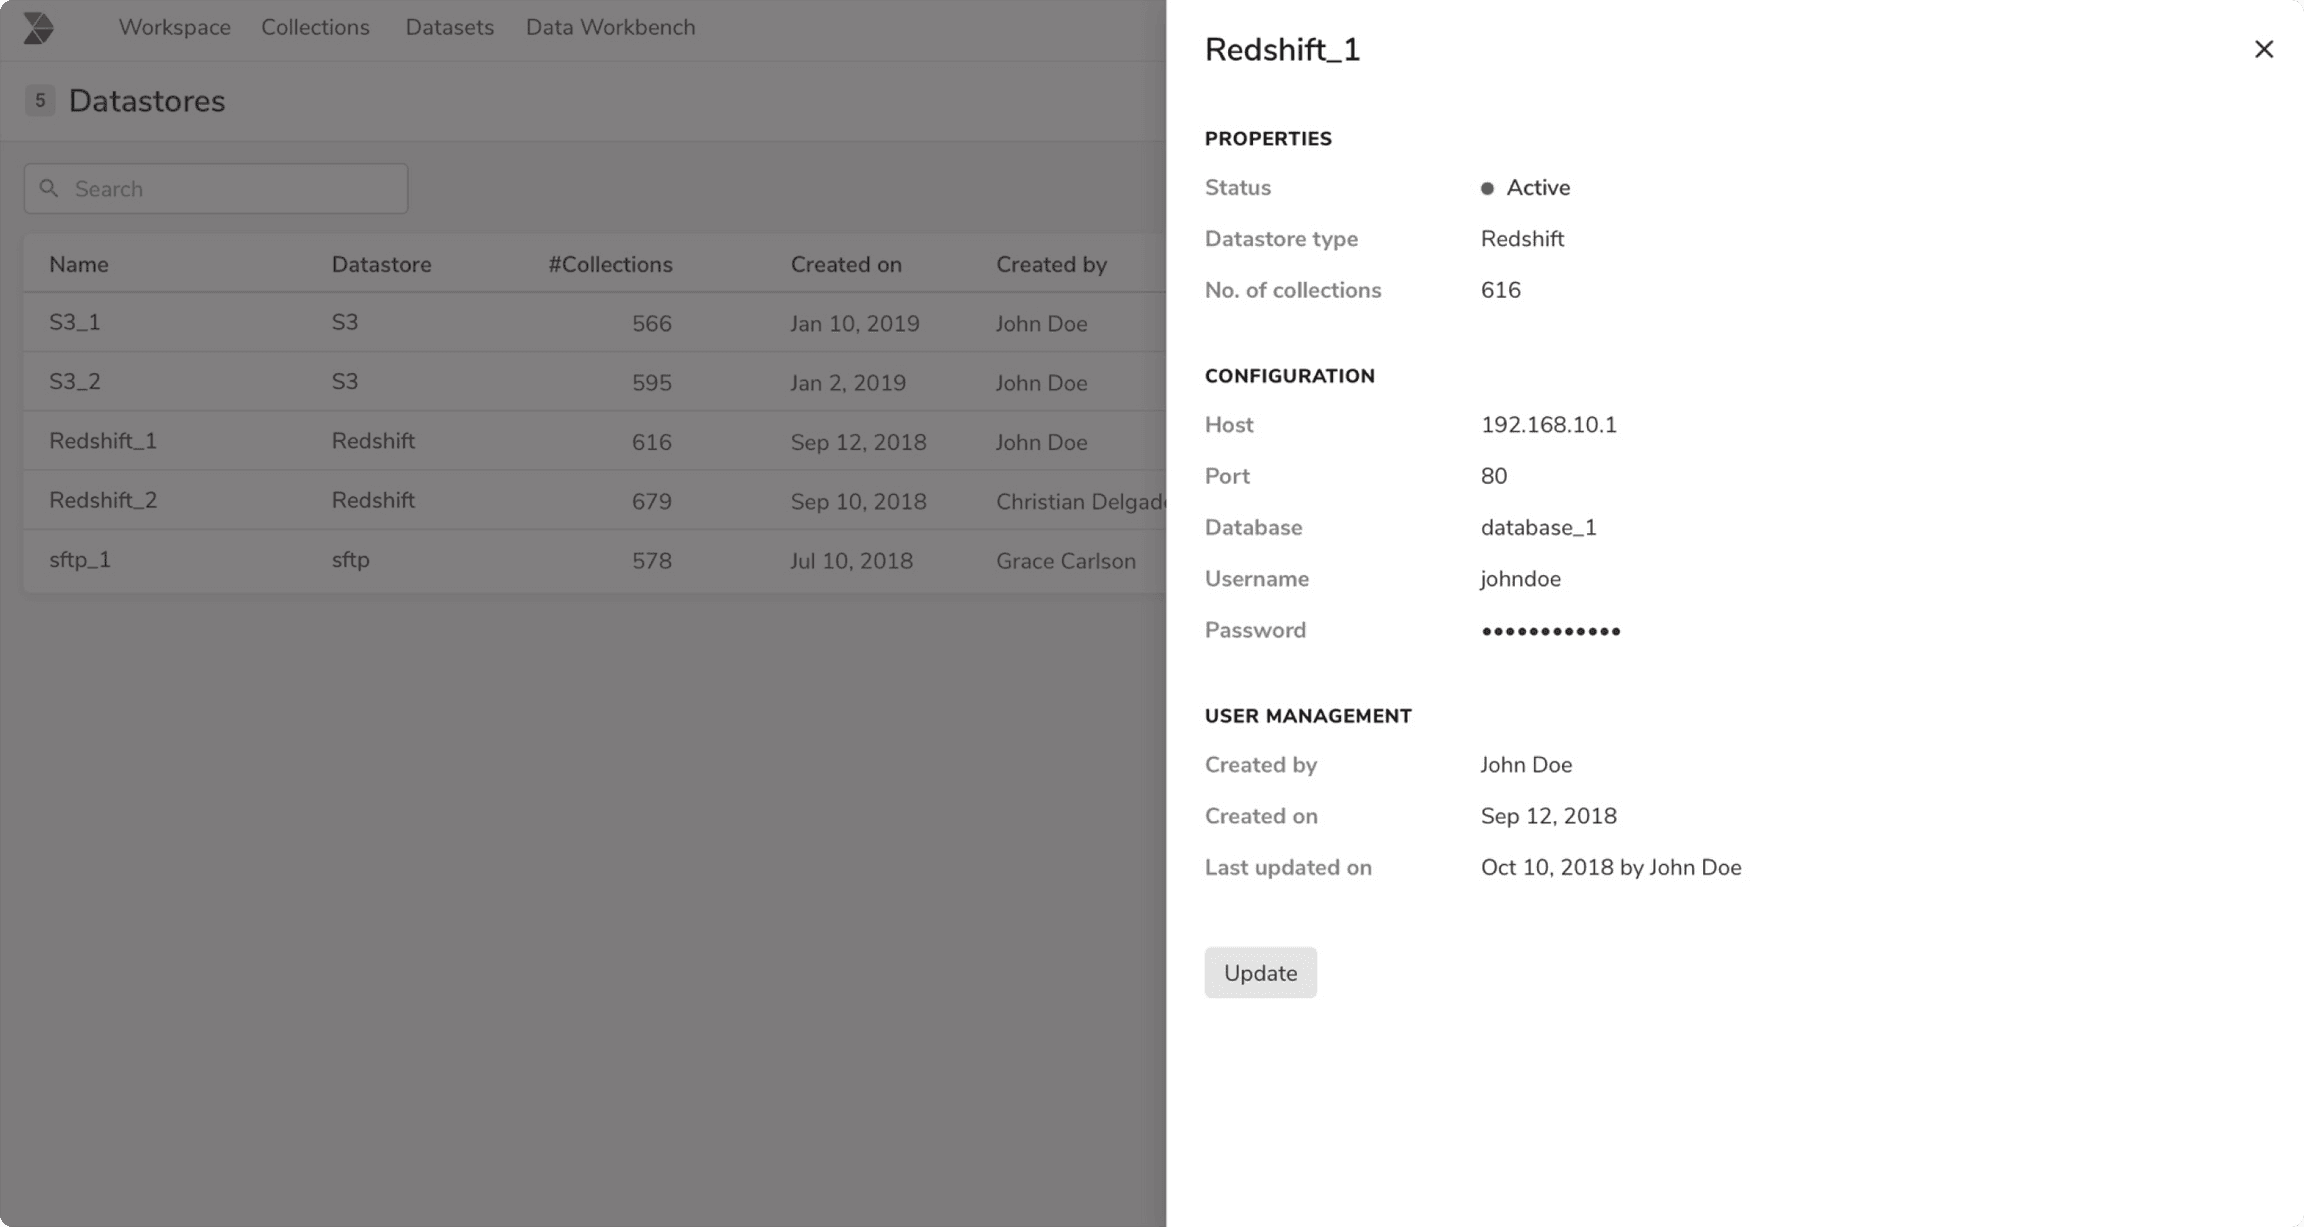 Workspace Collections Datasets Data Workbench
5 Datastores
Search
Name Datastore #Collections Created on Created by
S3_1 S3 566 Jan 10, 2019 John Doe
S3_2 S3 595 Jan 2, 2019 John Doe
Redshift_1 Redshift 616 Sep 12, 2018 John Doe
Redshift_2 Redshift 679 Sep 10, 2018 Christian Delgad
sftp_1 sftp 578 Jul 10, 2018 Grace Carlson
Redshift_1
PROPERTIES
Status Active
Datastore type Redshift
No. of collections 616
CONFIGURATION
Host 192.168.10.1
Port 80
Database database_1
Username johndoe
Password ••••••••••••
USER MANAGEMENT
Created by John Doe
Created on Sep 12, 2018
Last updated on Oct 10, 2018 by John Doe
Update